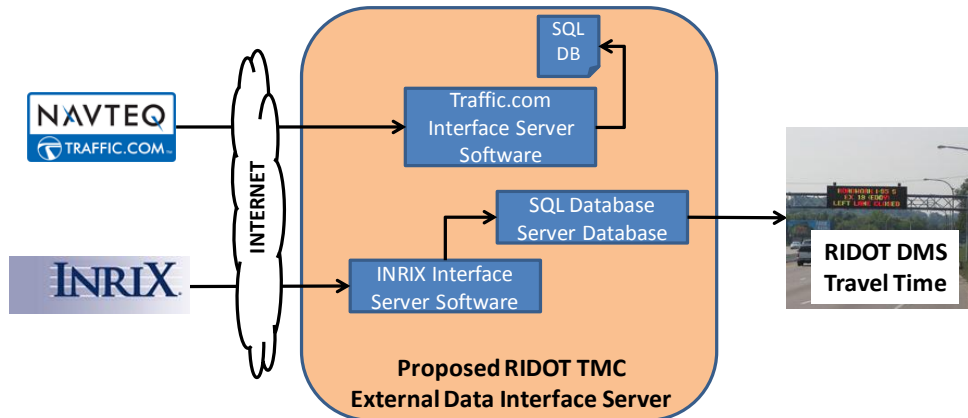 SQL
DB
NAVTEQ
TRAFFIC.COM
INTERNET
Traffic.com
Interface Server
Software
SQL Database
Server Database
INRIX
INRIX Interface
Server Software
LEFT LANE CLOSED
RIDOT DMS
Travel Time
Proposed RIDOT TMC
External Data Interface Server